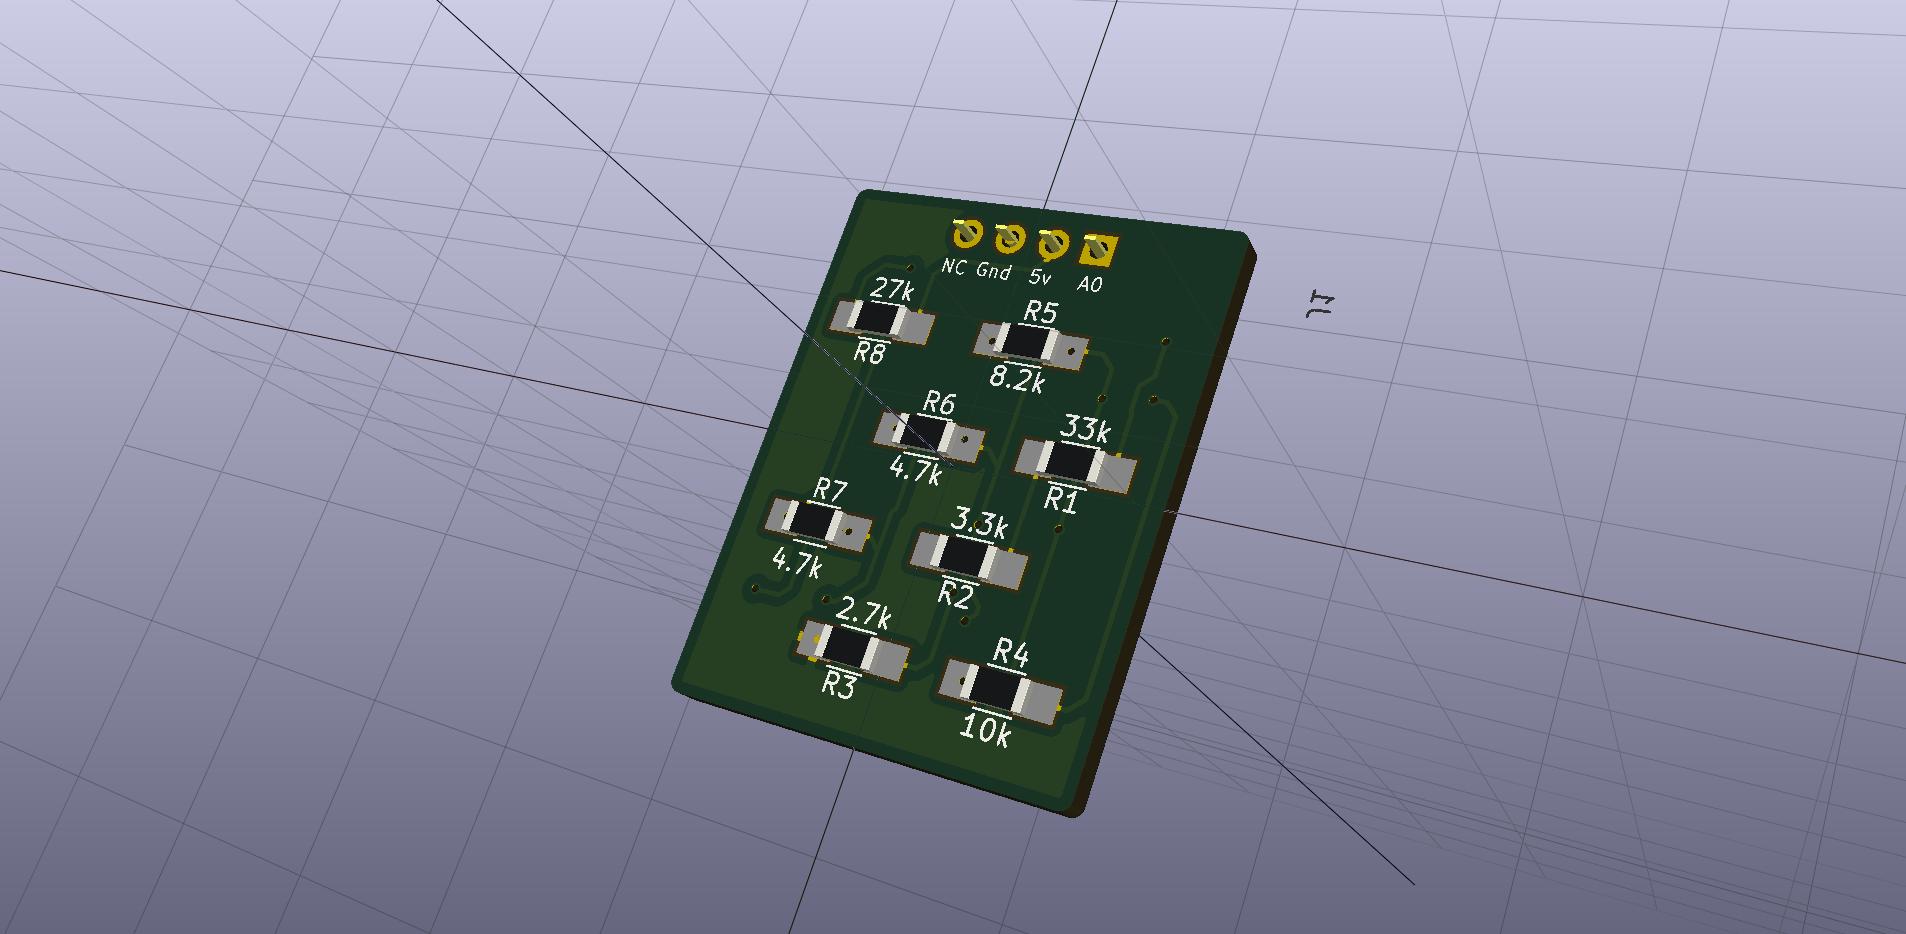 NC Gnd 5v A0
27k
R8
R5
8.2k
R6
4.7k
33k
R1
R7
4.7k
3.3k
R2
2.7k
R3
R4
10k